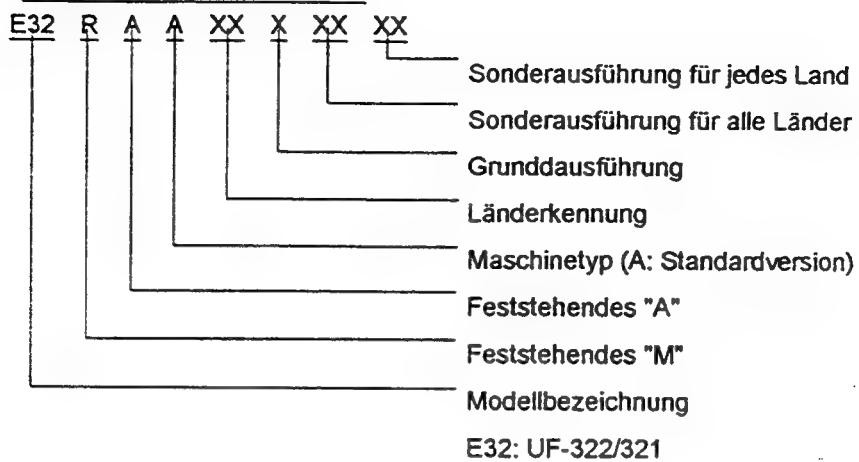 E32 R A A XX X XX XX
Sonderausführung für jedes Land
Sonderausführung für alle Länder
Grunddausführung
Länderkennung
Maschinetyp (A: Standardversion)
Feststehendes "A"
Feststehendes "M"
Modellbezeichnung
E32: UF-322/321